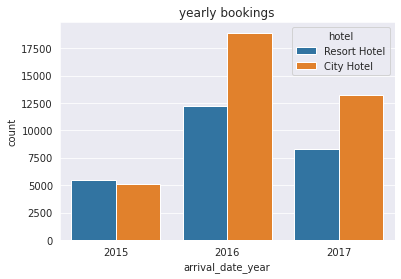 yearly bookings
hotel
Resort Hotel
City Hotel
count
17500
15000
12500
10000
7500
5000
2500
0
2015 2016 2017
arrival_date_year